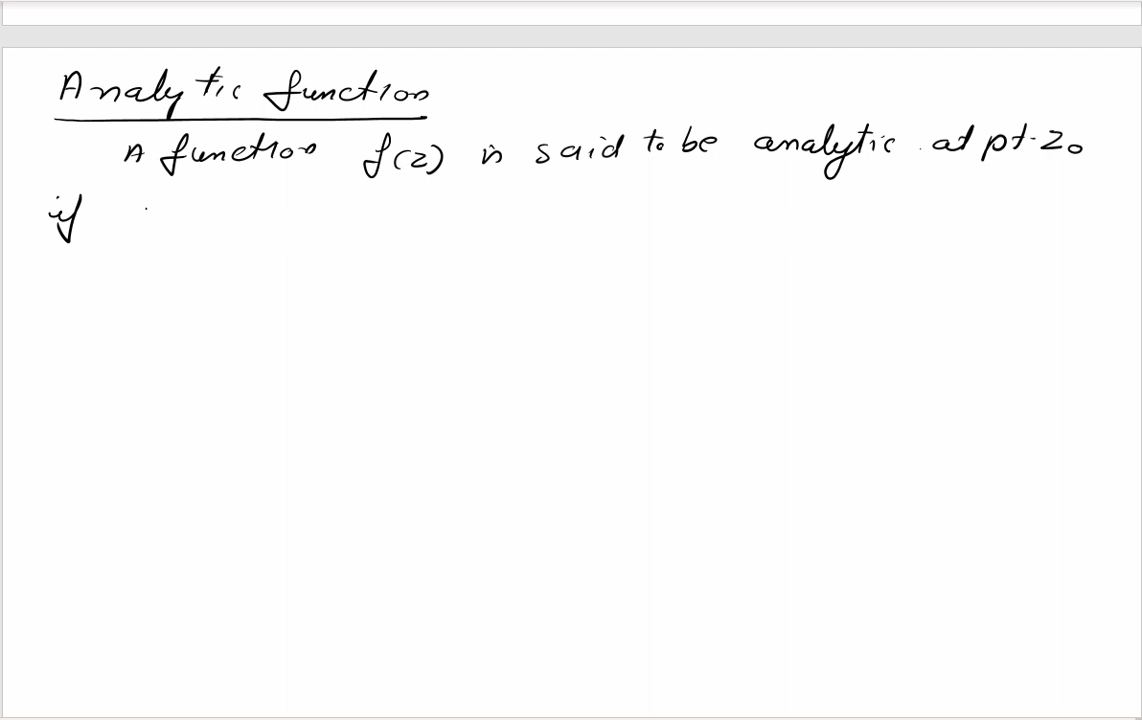 Analytic function
A function f(z) is said to be analytic at pt. z₀
if